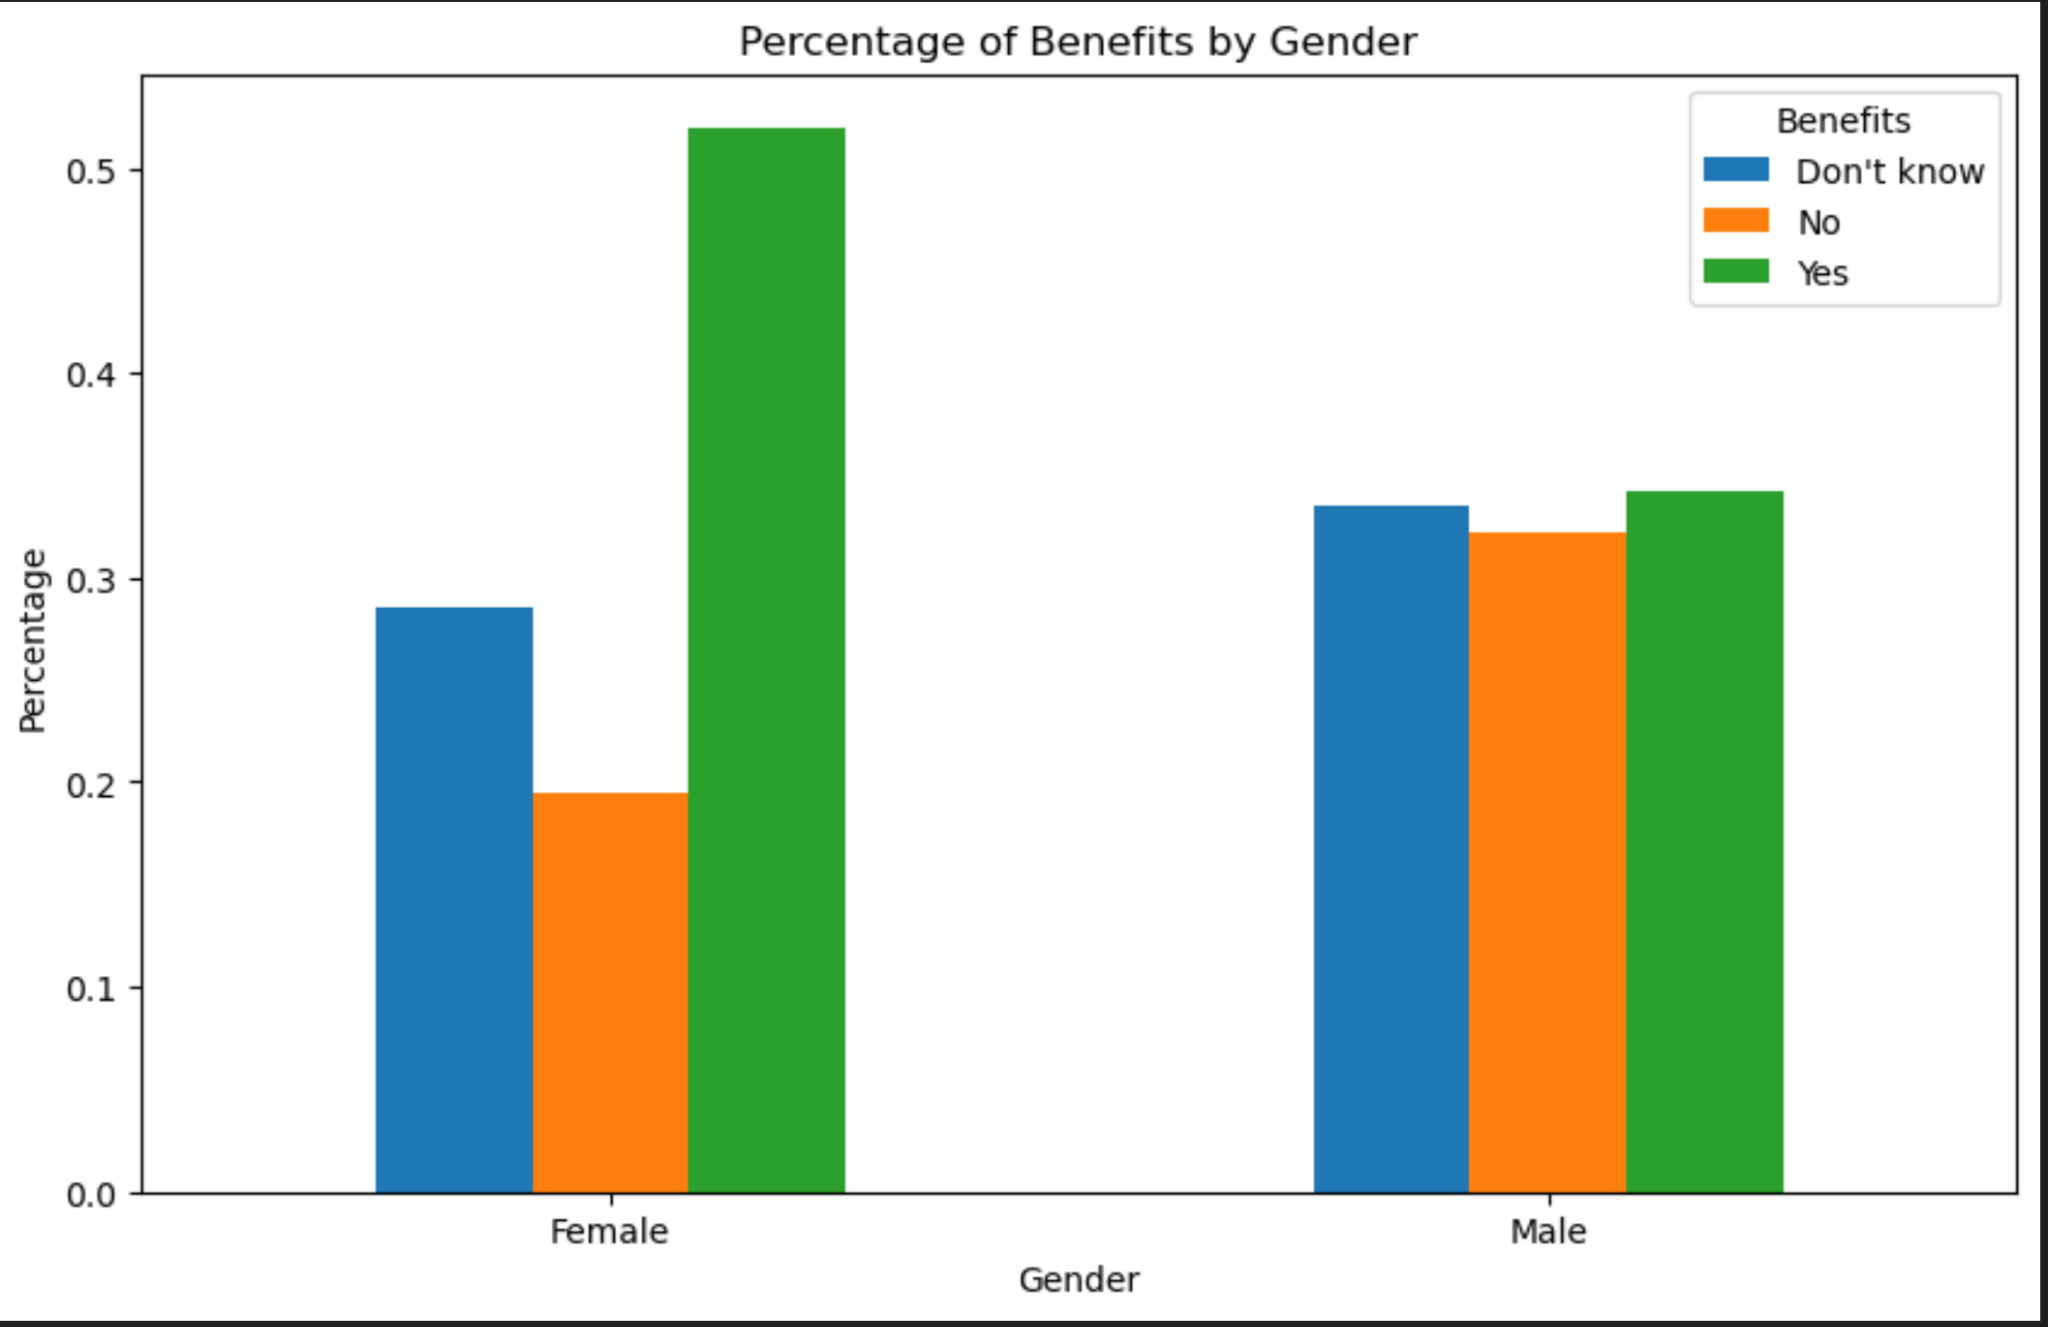 Percentage of Benefits by Gender
Benefits
Don't know
No
Yes
Percentage
0.5
0.4
0.3
0.2
0.1
0.0
Female
Male
Gender